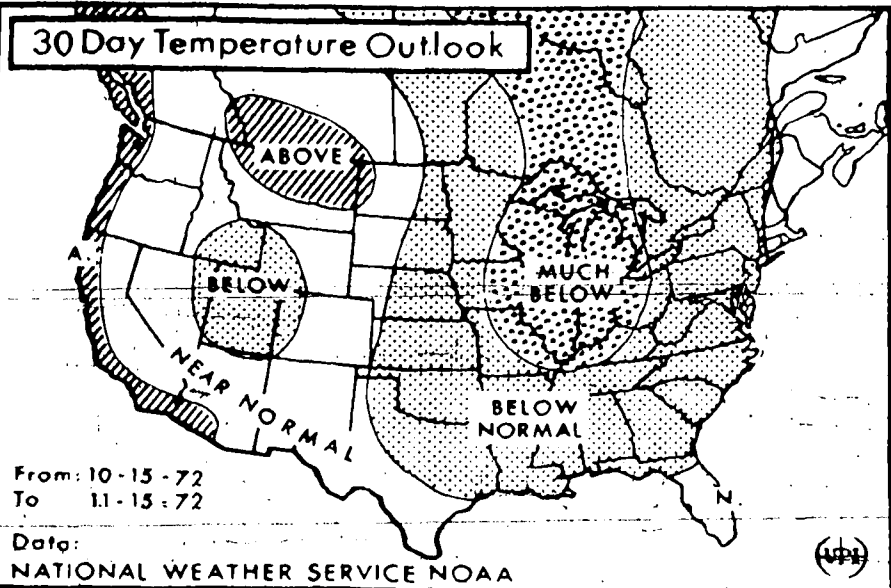 30 Day Temperature Outlook
ABOVE
A.
BELOW
MUCH
BELOW
NEAR NORMAL
BELOW
NORMAL
N.
From: 10-15-72
To 11-15-72
Data:
NATIONAL WEATHER SERVICE NOAA
UPI